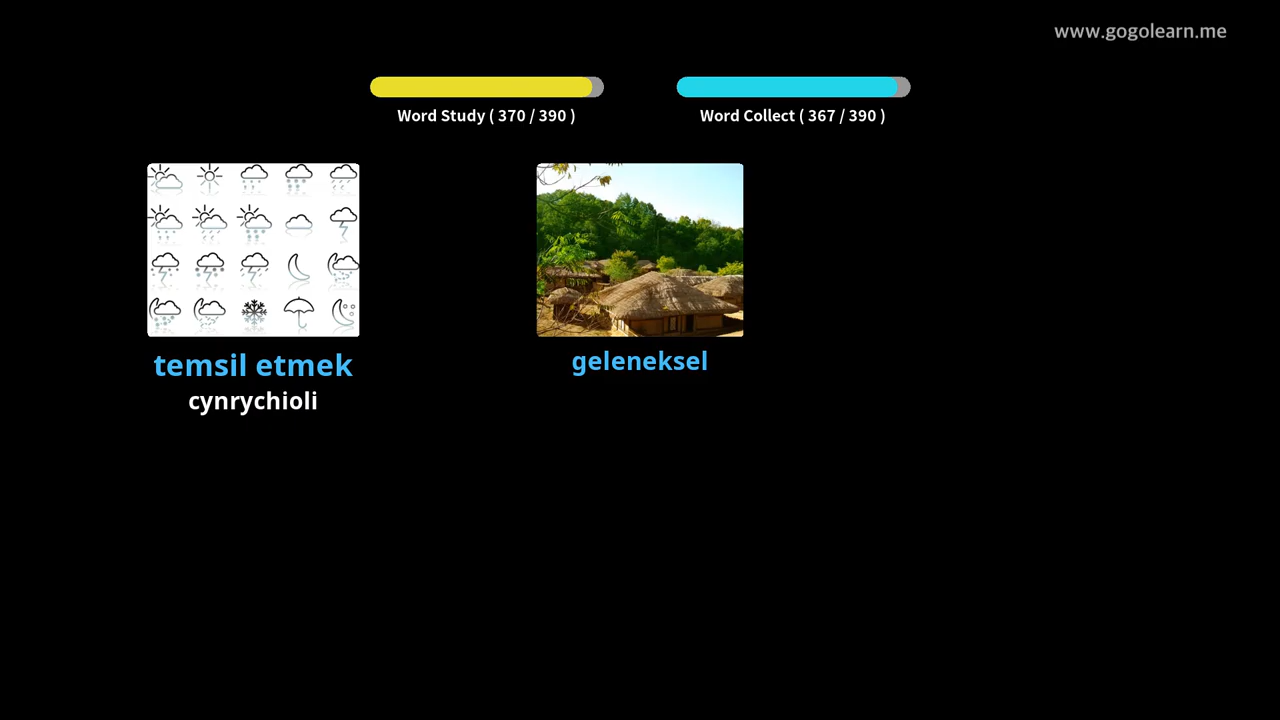 www.gogolearn.me
Word Study ( 370 / 390 )
Word Collect ( 367 / 390 )
temsil etmek
cynrychioli
geleneksel